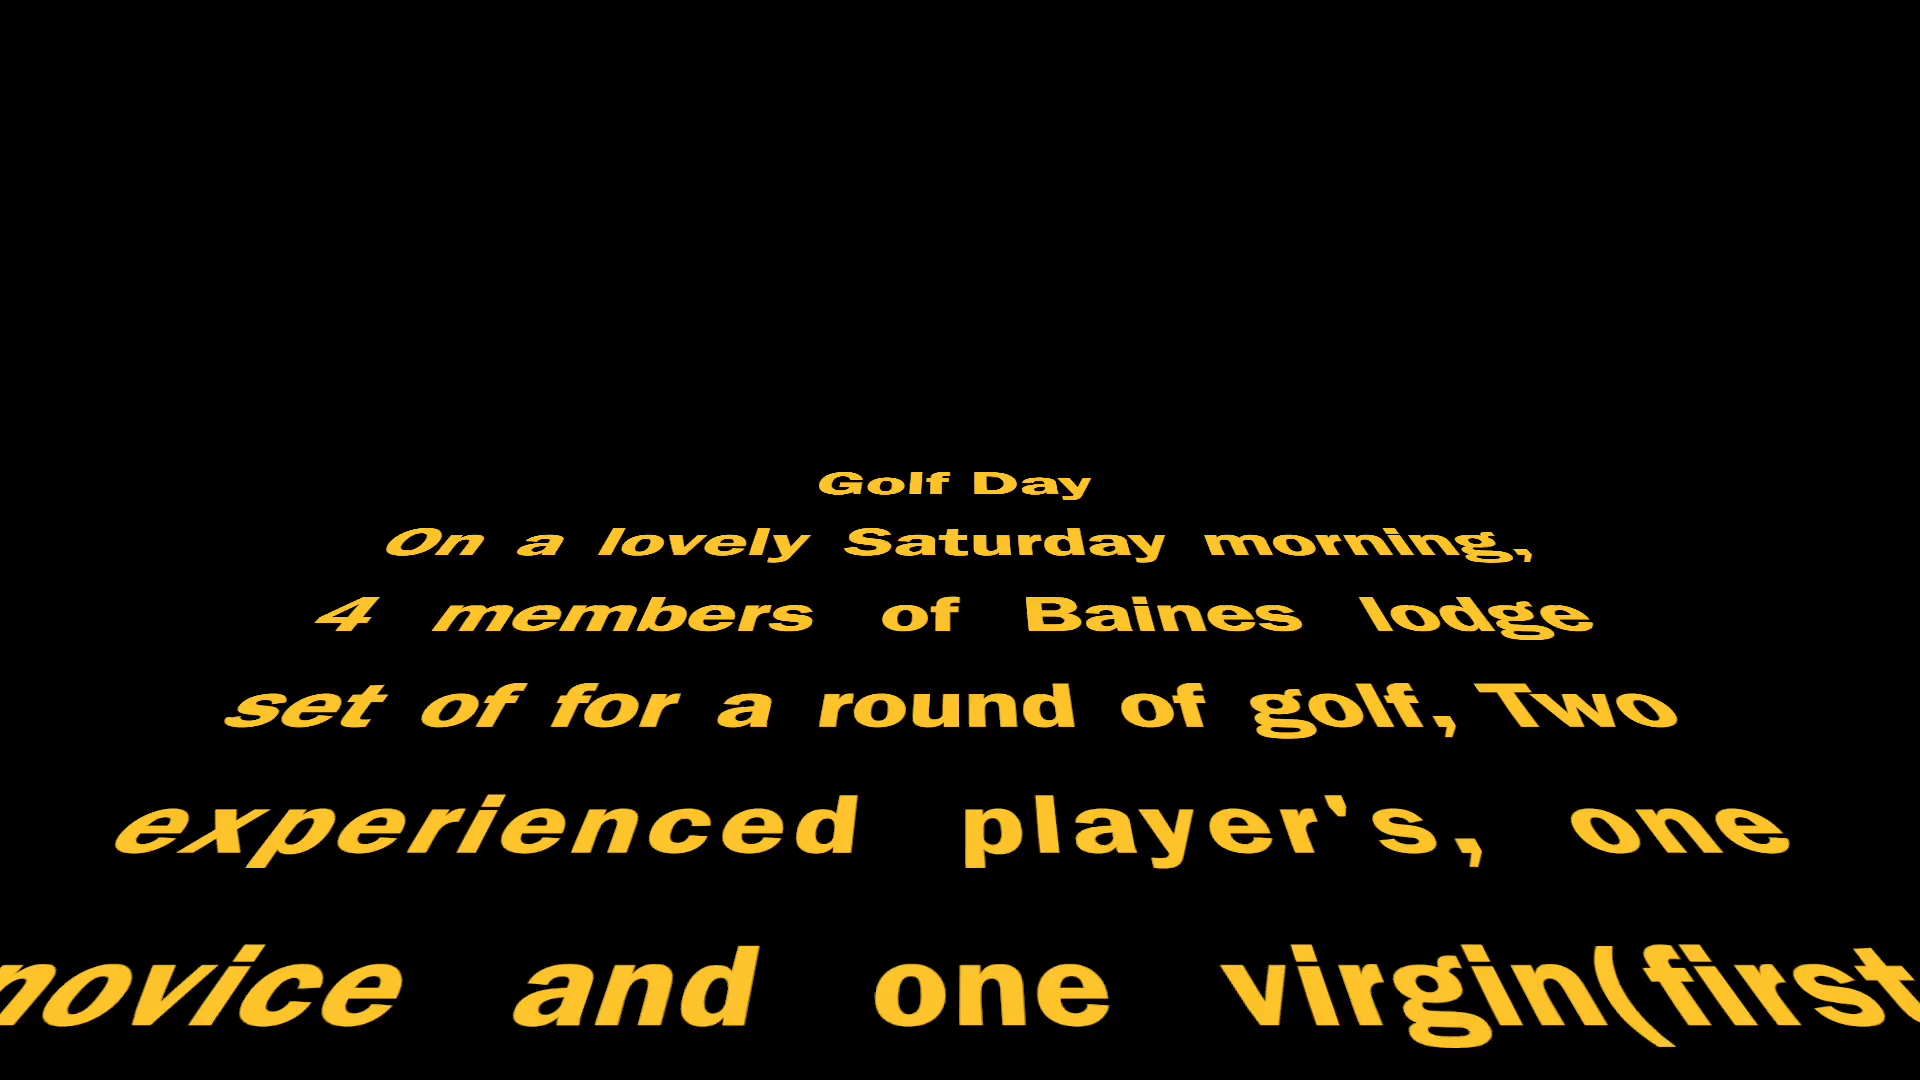 Golf Day
On a lovely Saturday morning,
4 members of Baines lodge
set of for a round of golf, Two
experienced player's, one
novice and one virgin(first